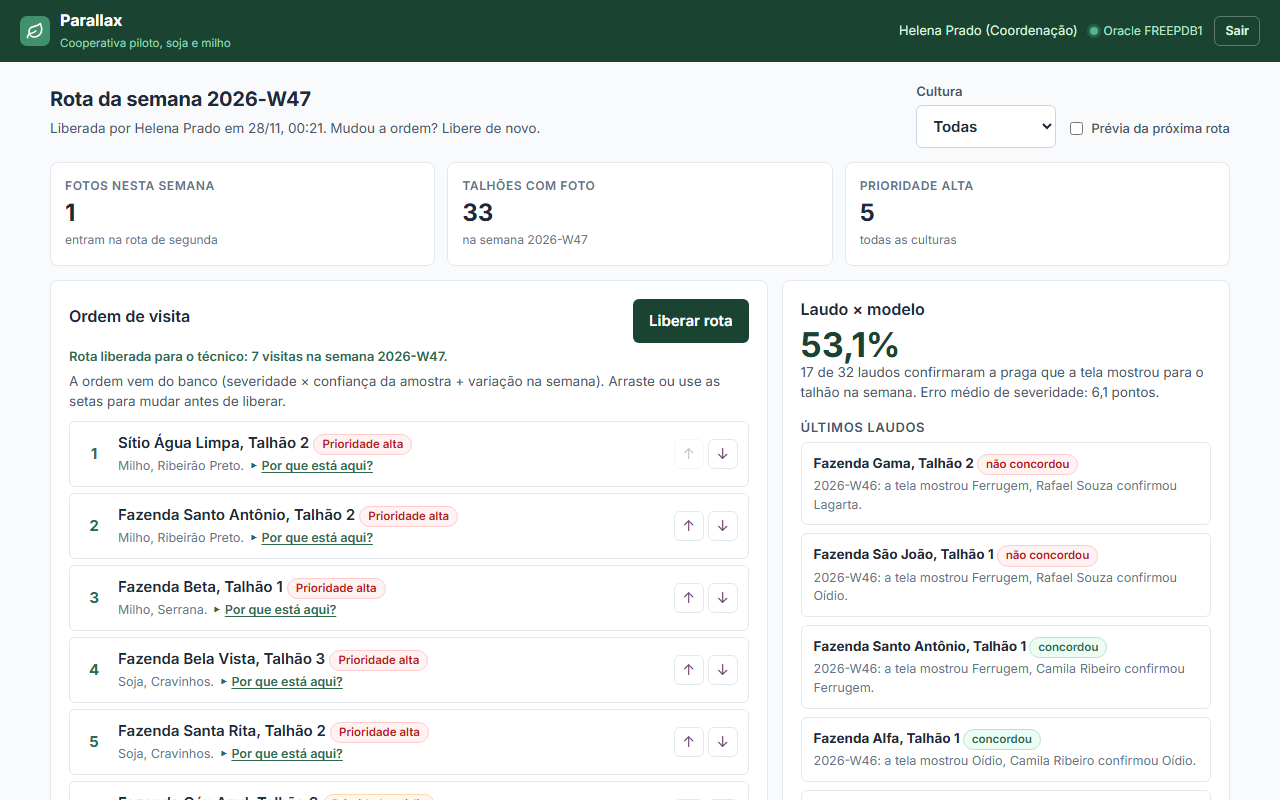 Parallax
Cooperativa piloto, soja e milho
Helena Prado (Coordenação)
Oracle FREEPDB1
Sair
Rota da semana 2026-W47
Liberada por Helena Prado em 28/11, 00:21. Mudou a ordem? Libere de novo.
Cultura
Todas
Prévia da próxima rota
FOTOS NESTA SEMANA
1
entram na rota de segunda
TALHÕES COM FOTO
33
na semana 2026-W47
PRIORIDADE ALTA
5
todas as culturas
Ordem de visita
Liberar rota
Rota liberada para o técnico: 7 visitas na semana 2026-W47.
A ordem vem do banco (severidade × confiança da amostra + variação na semana). Arraste ou use as
setas para mudar antes de liberar.
1
Sítio Água Limpa, Talhão 2 Prioridade alta
Milho, Ribeirão Preto. ▸ Por que está aqui?
↑ ↓
2
Fazenda Santo Antônio, Talhão 2 Prioridade alta
Milho, Ribeirão Preto. ▸ Por que está aqui?
↑ ↓
3
Fazenda Beta, Talhão 1 Prioridade alta
Milho, Serrana. ▸ Por que está aqui?
↑ ↓
4
Fazenda Bela Vista, Talhão 3 Prioridade alta
Soja, Cravinhos. ▸ Por que está aqui?
↑ ↓
5
Fazenda Santa Rita, Talhão 2 Prioridade alta
Soja, Cravinhos. ▸ Por que está aqui?
↑ ↓
Laudo × modelo
53,1%
17 de 32 laudos confirmaram a praga que a tela mostrou para o
talhão na semana. Erro médio de severidade: 6,1 pontos.
ÚLTIMOS LAUDOS
Fazenda Gama, Talhão 2 não concordou
2026-W46: a tela mostrou Ferrugem, Rafael Souza confirmou
Lagarta.
Fazenda São João, Talhão 1 não concordou
2026-W46: a tela mostrou Ferrugem, Rafael Souza confirmou
Oídio.
Fazenda Santo Antônio, Talhão 1 concordou
2026-W46: a tela mostrou Ferrugem, Camila Ribeiro confirmou
Ferrugem.
Fazenda Alfa, Talhão 1 concordou
2026-W46: a tela mostrou Oídio, Camila Ribeiro confirmou Oídio.